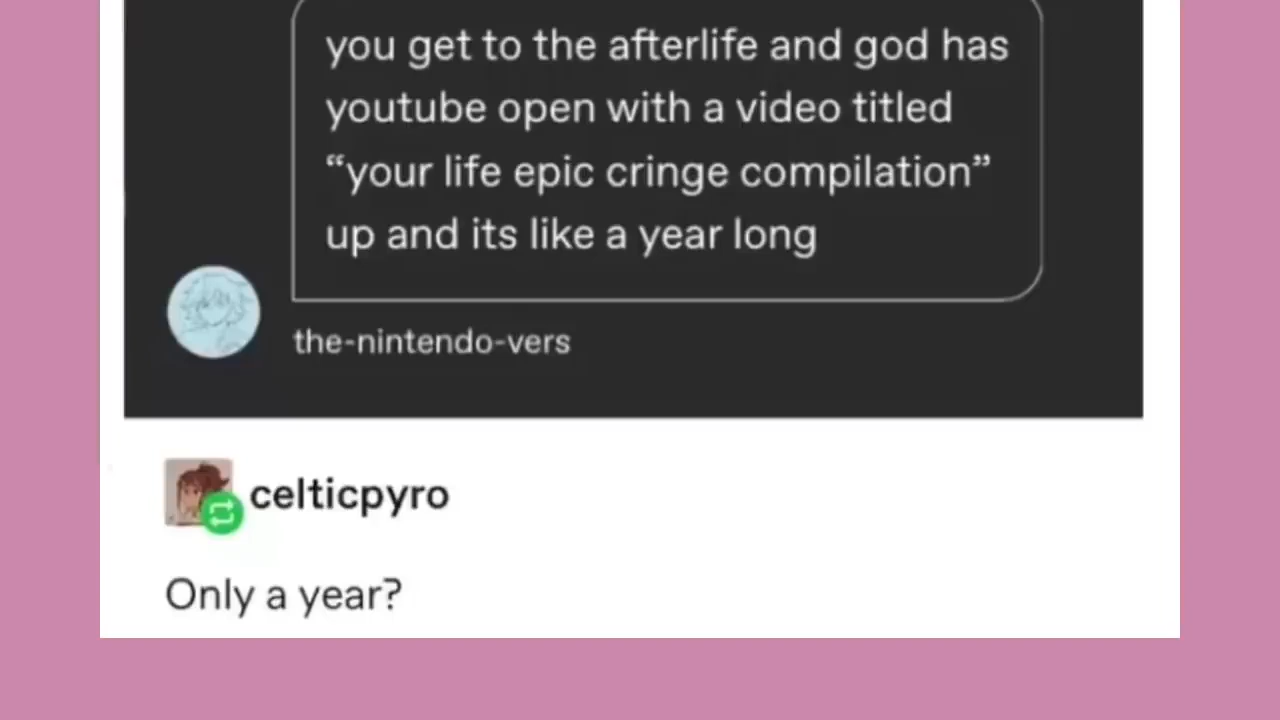 you get to the afterlife and god has
youtube open with a video titled
“your life epic cringe compilation”
up and its like a year long
the-nintendo-vers
celticpyro
Only a year?